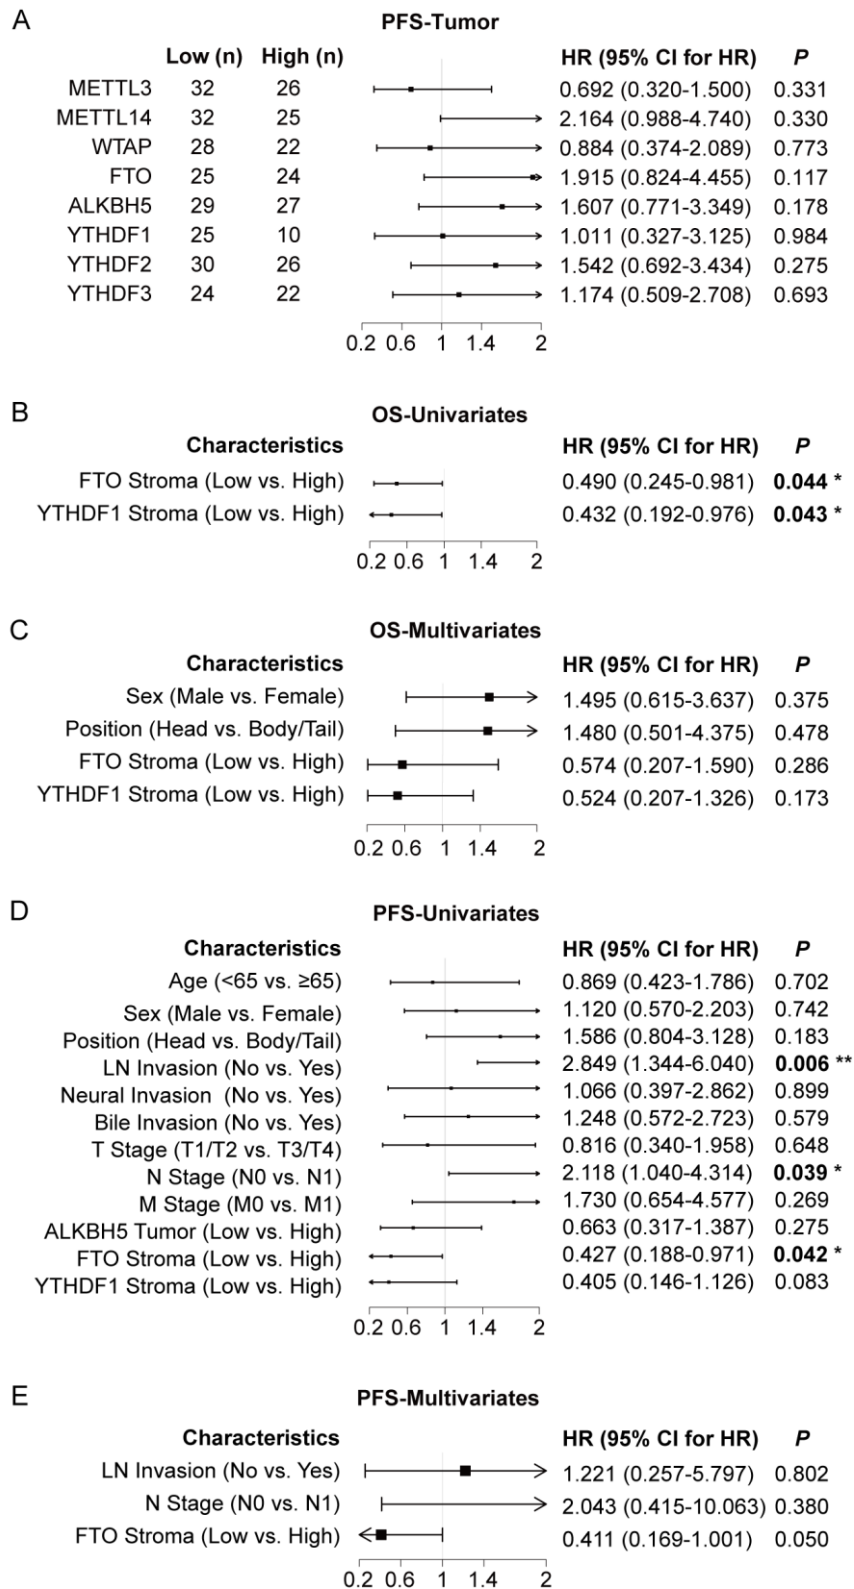 A
PFS-Tumor
Low (n) High (n) HR (95% CI for HR) P
METTL3 32 26 0.692 (0.320-1.500) 0.331
METTL14 32 25 2.164 (0.988-4.740) 0.330
WTAP 28 22 0.884 (0.374-2.089) 0.773
FTO 25 24 1.915 (0.824-4.455) 0.117
ALKBH5 29 27 1.607 (0.771-3.349) 0.178
YTHDF1 25 10 1.011 (0.327-3.125) 0.984
YTHDF2 30 26 1.542 (0.692-3.434) 0.275
YTHDF3 24 22 1.174 (0.509-2.708) 0.693
0.2 0.6 1 1.4 2
B
OS-Univariates
Characteristics HR (95% CI for HR) P
FTO Stroma (Low vs. High) 0.490 (0.245-0.981) 0.044 *
YTHDF1 Stroma (Low vs. High) 0.432 (0.192-0.976) 0.043 *
0.2 0.6 1 1.4 2
C
OS-Multivariates
Characteristics HR (95% CI for HR) P
Sex (Male vs. Female) 1.495 (0.615-3.637) 0.375
Position (Head vs. Body/Tail) 1.480 (0.501-4.375) 0.478
FTO Stroma (Low vs. High) 0.574 (0.207-1.590) 0.286
YTHDF1 Stroma (Low vs. High) 0.524 (0.207-1.326) 0.173
0.2 0.6 1 1.4 2
D
PFS-Univariates
Characteristics HR (95% CI for HR) P
Age (<65 vs. ≥65) 0.869 (0.423-1.786) 0.702
Sex (Male vs. Female) 1.120 (0.570-2.203) 0.742
Position (Head vs. Body/Tail) 1.586 (0.804-3.128) 0.183
LN Invasion (No vs. Yes) 2.849 (1.344-6.040) 0.006 **
Neural Invasion (No vs. Yes) 1.066 (0.397-2.862) 0.899
Bile Invasion (No vs. Yes) 1.248 (0.572-2.723) 0.579
T Stage (T1/T2 vs. T3/T4) 0.816 (0.340-1.958) 0.648
N Stage (N0 vs. N1) 2.118 (1.040-4.314) 0.039 *
M Stage (M0 vs. M1) 1.730 (0.654-4.577) 0.269
ALKBH5 Tumor (Low vs. High) 0.663 (0.317-1.387) 0.275
FTO Stroma (Low vs. High) 0.427 (0.188-0.971) 0.042 *
YTHDF1 Stroma (Low vs. High) 0.405 (0.146-1.126) 0.083
0.2 0.6 1 1.4 2
E
PFS-Multivariates
Characteristics HR (95% CI for HR) P
LN Invasion (No vs. Yes) 1.221 (0.257-5.797) 0.802
N Stage (N0 vs. N1) 2.043 (0.415-10.063) 0.380
FTO Stroma (Low vs. High) 0.411 (0.169-1.001) 0.050
0.2 0.6 1 1.4 2